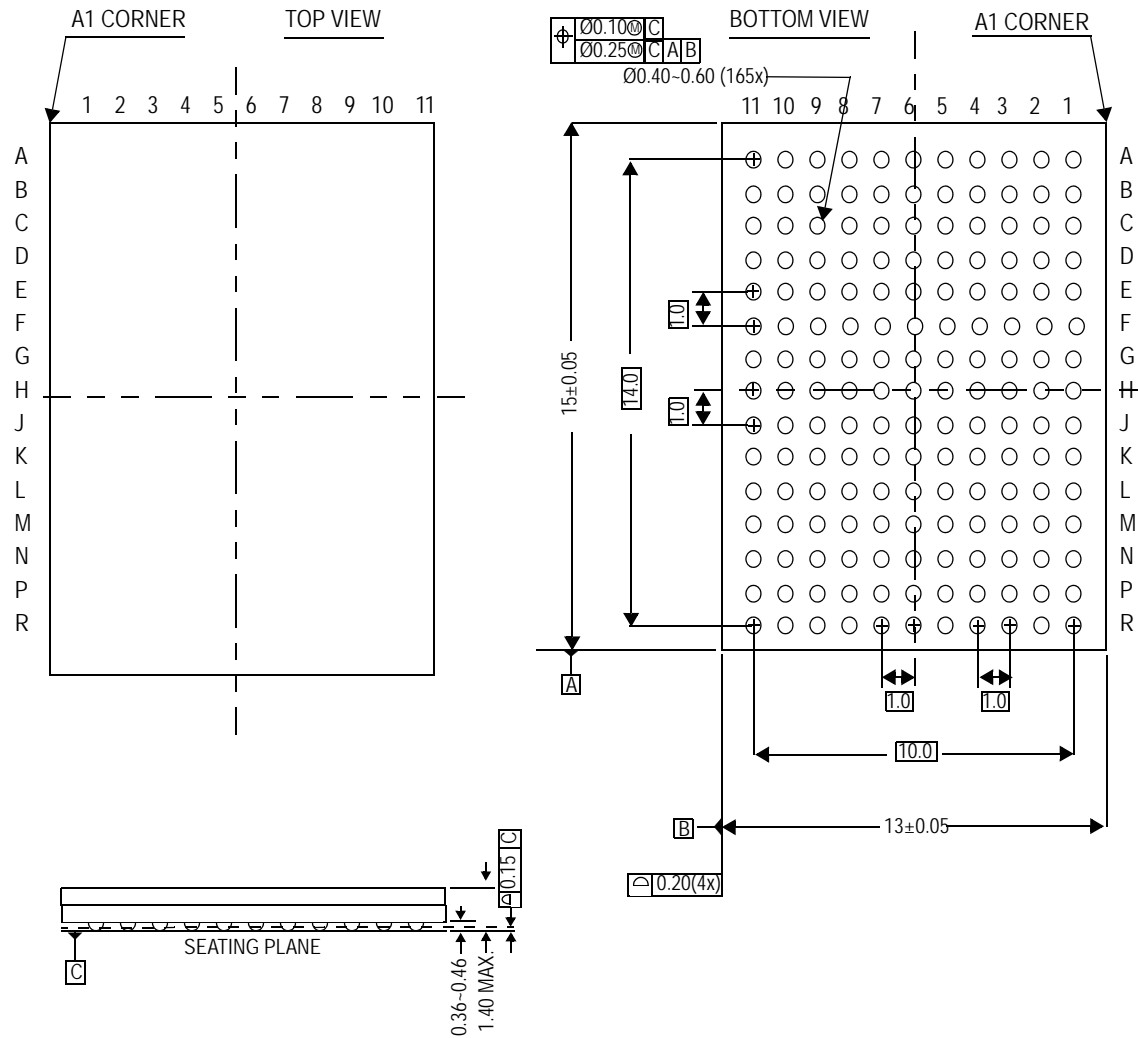 A1 CORNER
TOP VIEW
1 2 3 4 5 6 7 8 9 10 11
A
B
C
D
E
F
G
H
J
K
L
M
N
P
R
Ø0.10Ⓜ C
Ø0.25Ⓜ C A B
Ø0.40~0.60 (165x)
BOTTOM VIEW
A1 CORNER
11 10 9 8 7 6 5 4 3 2 1
A
B
C
D
E
F
G
H
J
K
L
M
N
P
R
1.0
1.0
14.0
15±0.05
A
1.0
1.0
10.0
B
13±0.05
0.20(4x)
0.15 C
SEATING PLANE
C
0.36~0.46
1.40 MAX.